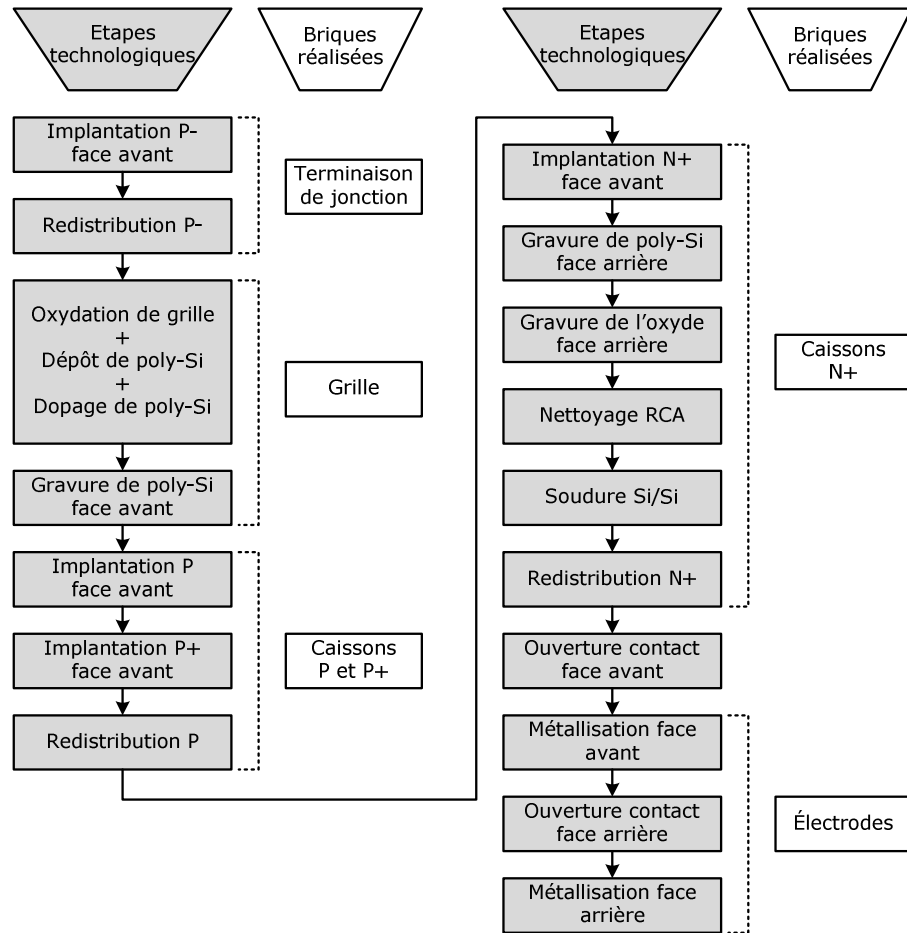 Etapes
technologiques
Briques
réalisées
Implantation P-
face avant
Redistribution P-
Terminaison
de jonction
Oxydation de grille
+
Dépôt de poly-Si
+
Dopage de poly-Si
Gravure de poly-Si
face avant
Grille
Implantation P
face avant
Implantation P+
face avant
Redistribution P
Caissons
P et P+
Etapes
technologiques
Briques
réalisées
Implantation N+
face avant
Gravure de poly-Si
face arrière
Gravure de l'oxyde
face arrière
Nettoyage RCA
Soudure Si/Si
Redistribution N+
Caissons
N+
Ouverture contact
face avant
Métallisation face
avant
Ouverture contact
face arrière
Métallisation face
arrière
Électrodes